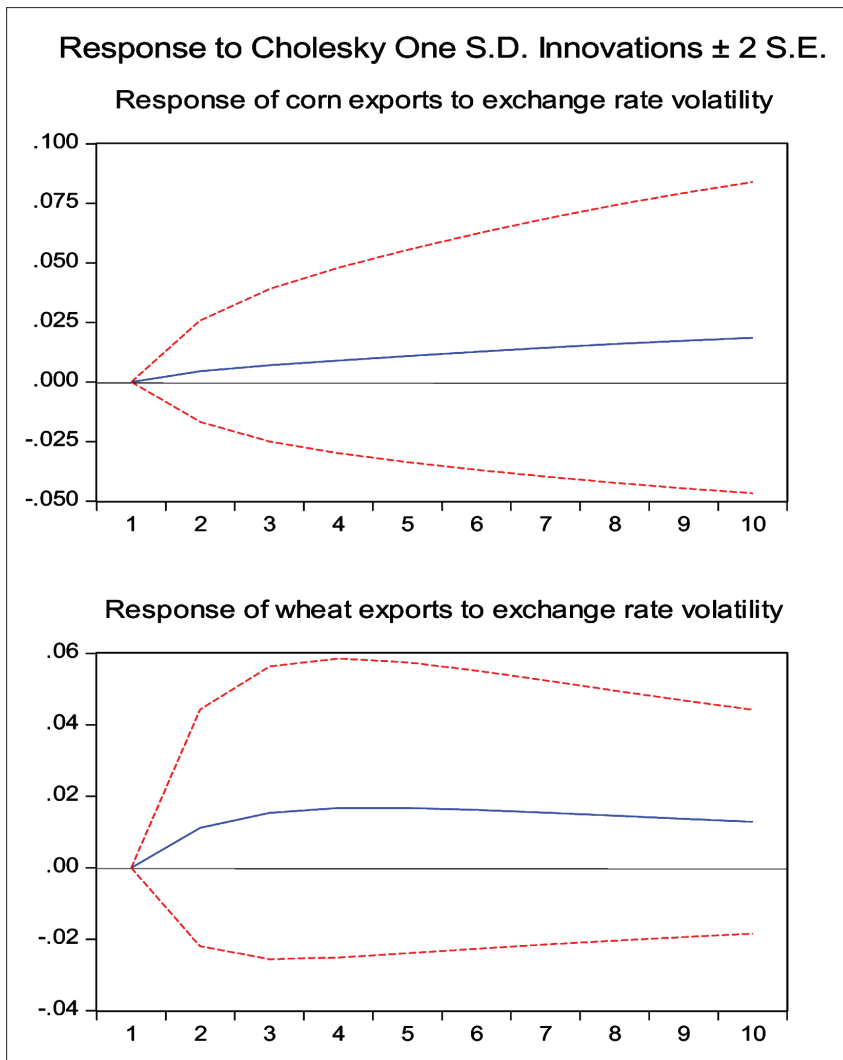 Response to Cholesky One S.D. Innovations ± 2 S.E.
Response of corn exports to exchange rate volatility
.100
.075
.050
.025
.000
-.025
-.050
1 2 3 4 5 6 7 8 9 10
Response of wheat exports to exchange rate volatility
.06
.04
.02
.00
-.02
-.04
1 2 3 4 5 6 7 8 9 10